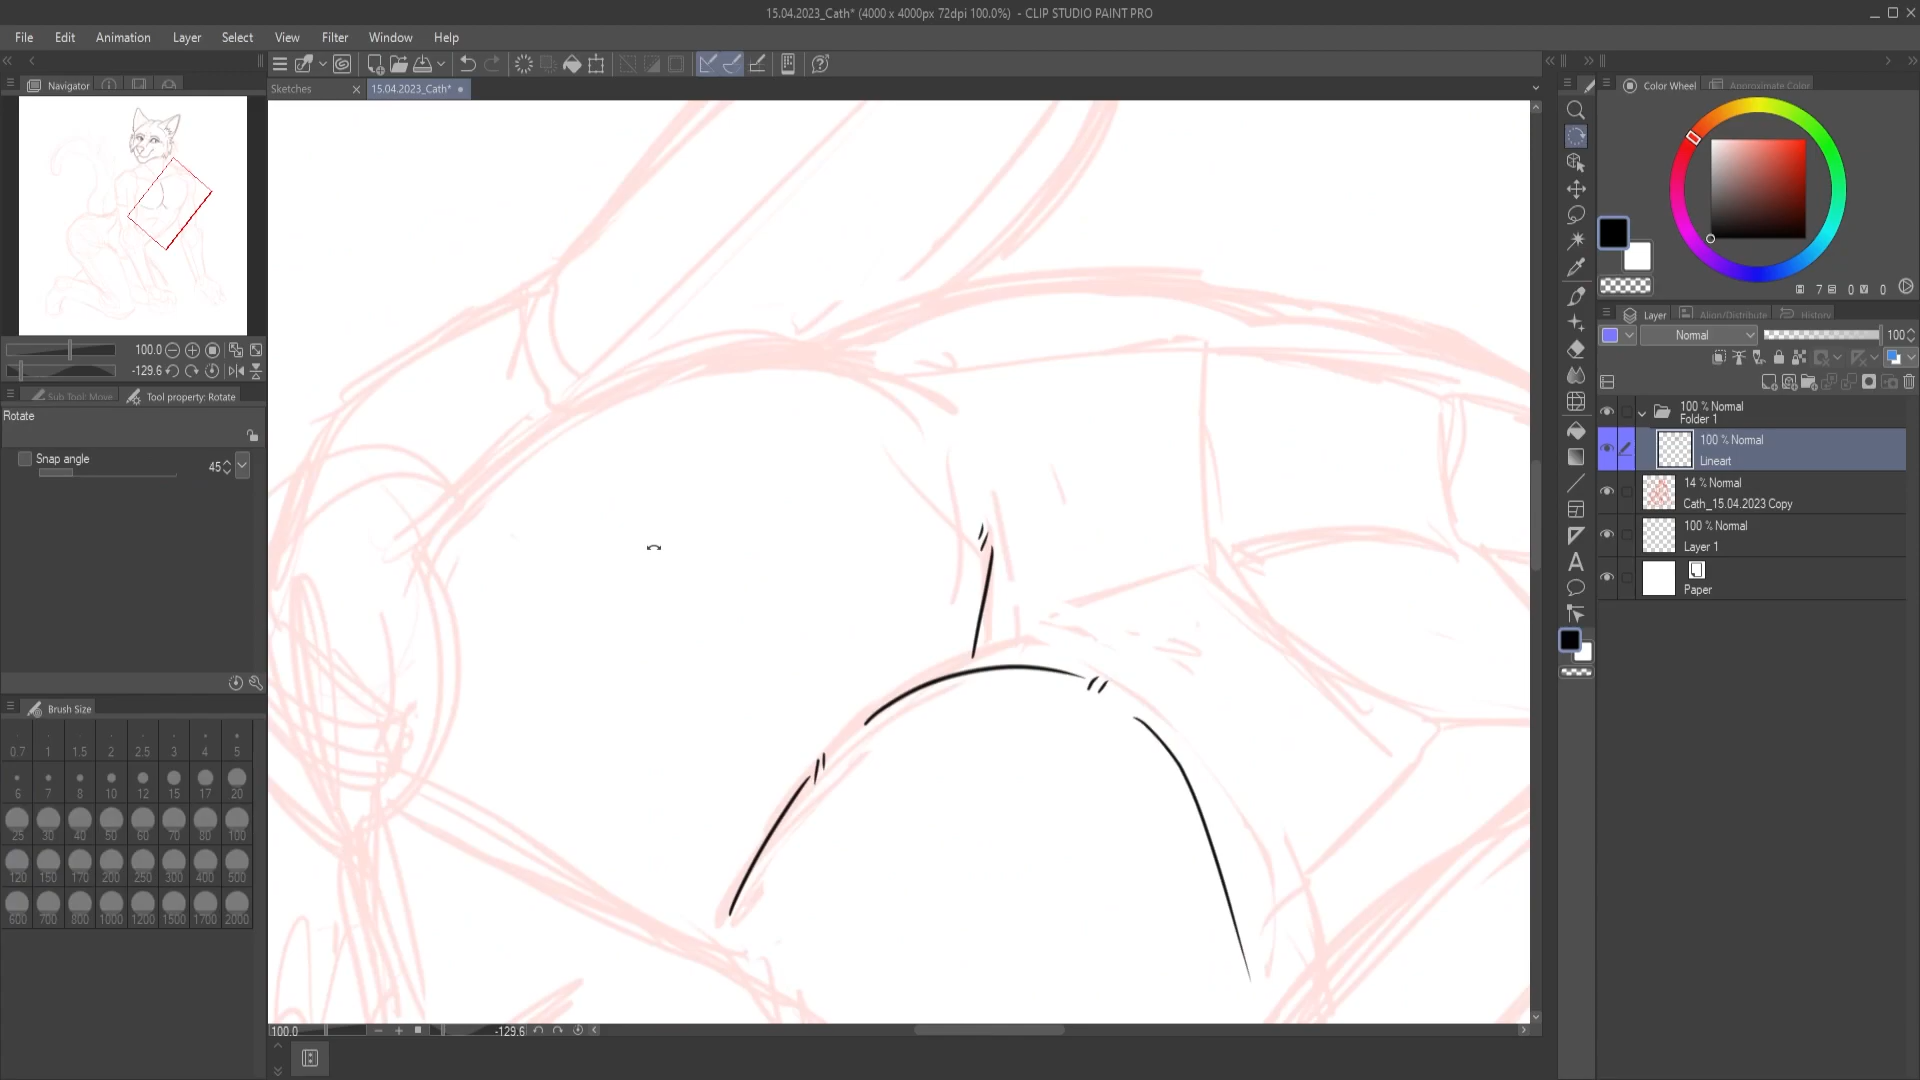 15.04.2023_Cath* (4000 x 4000px 72dpi 100.0%) - CLIP STUDIO PAINT PRO
File Edit Animation Layer Select View Filter Window Help
Navigator
Sketches
15.04.2023_Cath*
Color Wheel
Approximate Color
100.0
-129.6
Sub Tool: Move
Tool property: Rotate
Rotate
Snap angle
45
Brush Size
0.7 1 1.5 2 2.5 3 4 5
6 7 8 10 12 15 17 20
25 30 40 50 60 70 80 100
120 150 170 200 250 300 400 500
600 700 800 1000 1200 1500 1700 2000
100.0
-129.6
H 7 S 0 V 0
Layer
Align/Distribute
History
Normal
100
100 % Normal
Folder 1
100 % Normal
Lineart
14 % Normal
Cath_15.04.2023 Copy
100 % Normal
Layer 1
Paper